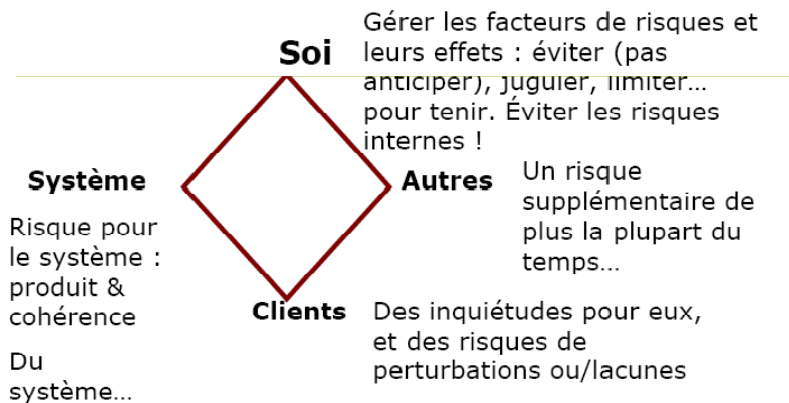 Soi
Gérer les facteurs de risques et
leurs effets : éviter (pas
anticiper), juguler, limiter...
pour tenir. Éviter les risques
internes !
Système
Risque pour
le système :
produit &
cohérence
Du
système...
Autres
Un risque
supplémentaire de
plus la plupart du
temps...
Clients
Des inquiétudes pour eux,
et des risques de
perturbations ou/lacunes